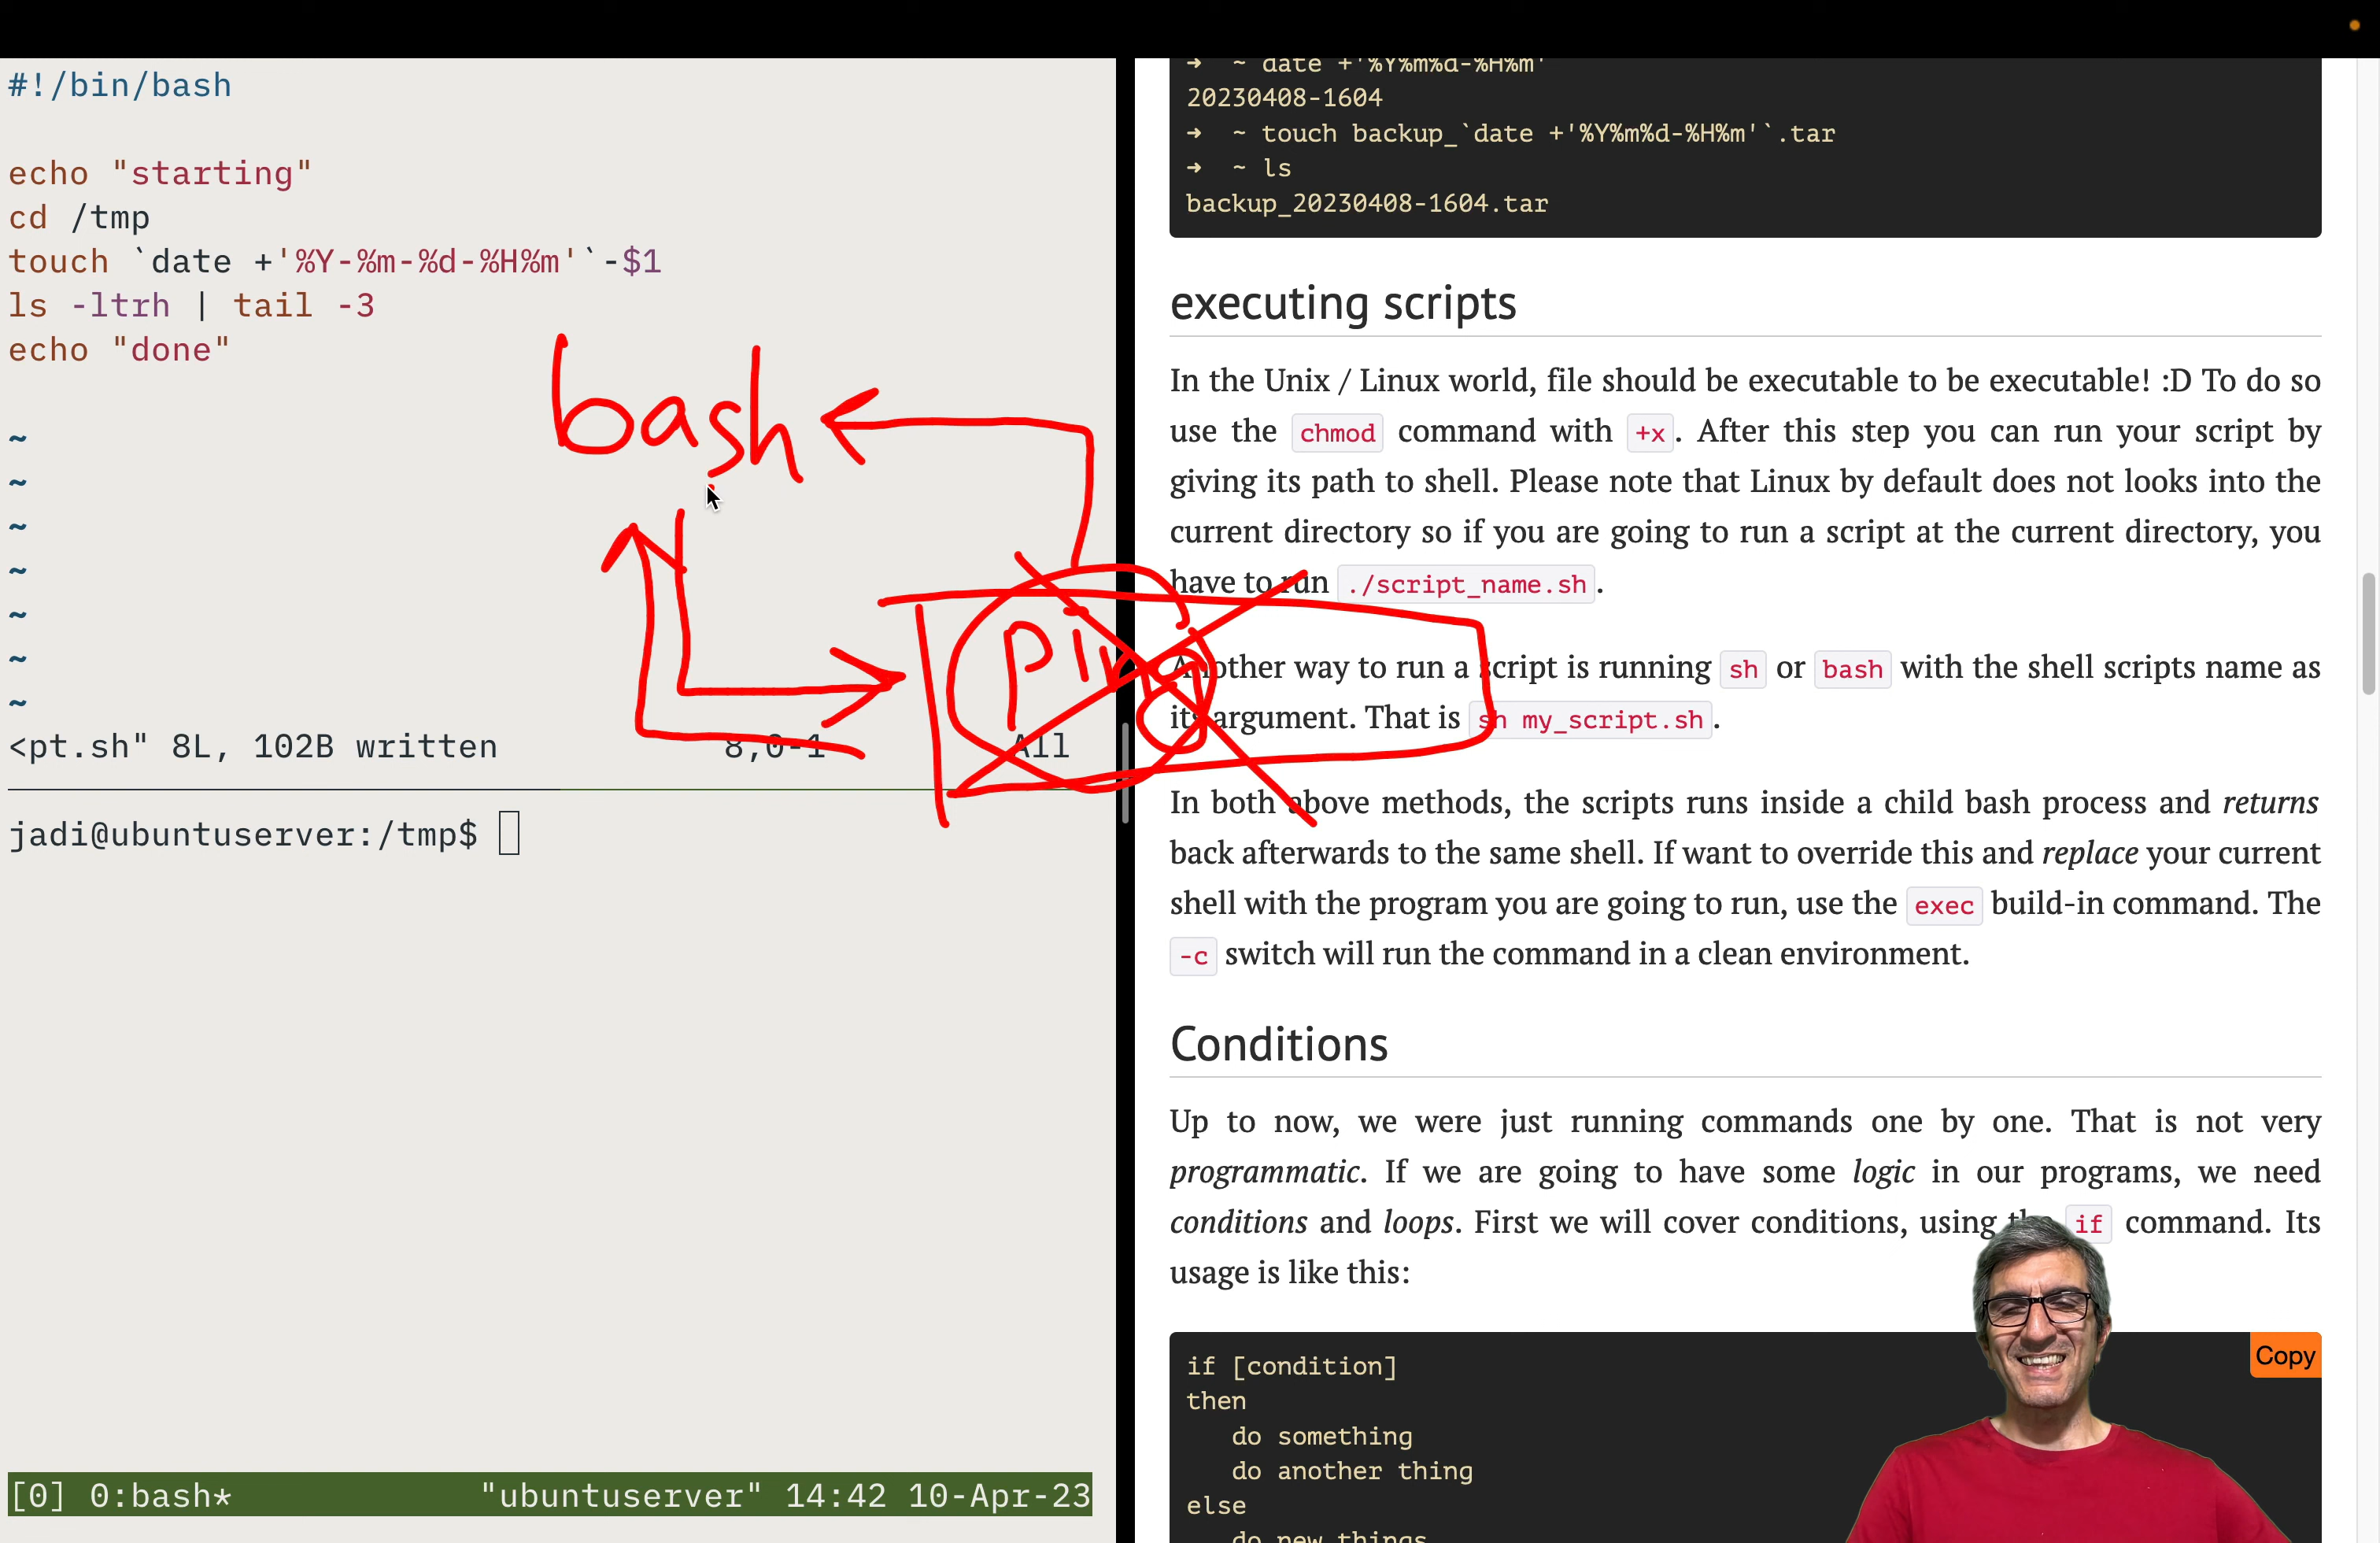 #!/bin/bash
echo "starting"
cd /tmp
touch `date +'%Y-%m-%d-%H%m'`-$1
ls -ltrh | tail -3
echo "done"
~
~
~
~
~
~
~
<pt.sh" 8L, 102B written 8,0-1 All
jadi@ubuntuserver:/tmp$
[0] 0:bash* "ubuntuserver" 14:42 10-Apr-23
bash
➜ ~ date +'%Y%m%d-%H%m'
20230408-1604
➜ ~ touch backup_`date +'%Y%m%d-%H%m'`.tar
➜ ~ ls
backup_20230408-1604.tar
executing scripts
In the Unix / Linux world, file should be executable to be executable! :D To do so
use the chmod command with +x. After this step you can run your script by
giving its path to shell. Please note that Linux by default does not looks into the
current directory so if you are going to run a script at the current directory, you
have to run ./script_name.sh.
Another way to run a script is running sh or bash with the shell scripts name as
its argument. That is sh my_script.sh.
In both above methods, the scripts runs inside a child bash process and returns
back afterwards to the same shell. If want to override this and replace your current
shell with the program you are going to run, use the exec build-in command. The
-c switch will run the command in a clean environment.
Conditions
Up to now, we were just running commands one by one. That is not very
programmatic. If we are going to have some logic in our programs, we need
conditions and loops. First we will cover conditions, using the if command. Its
usage is like this:
Copy
if [condition]
then
do something
do another thing
else
do new things